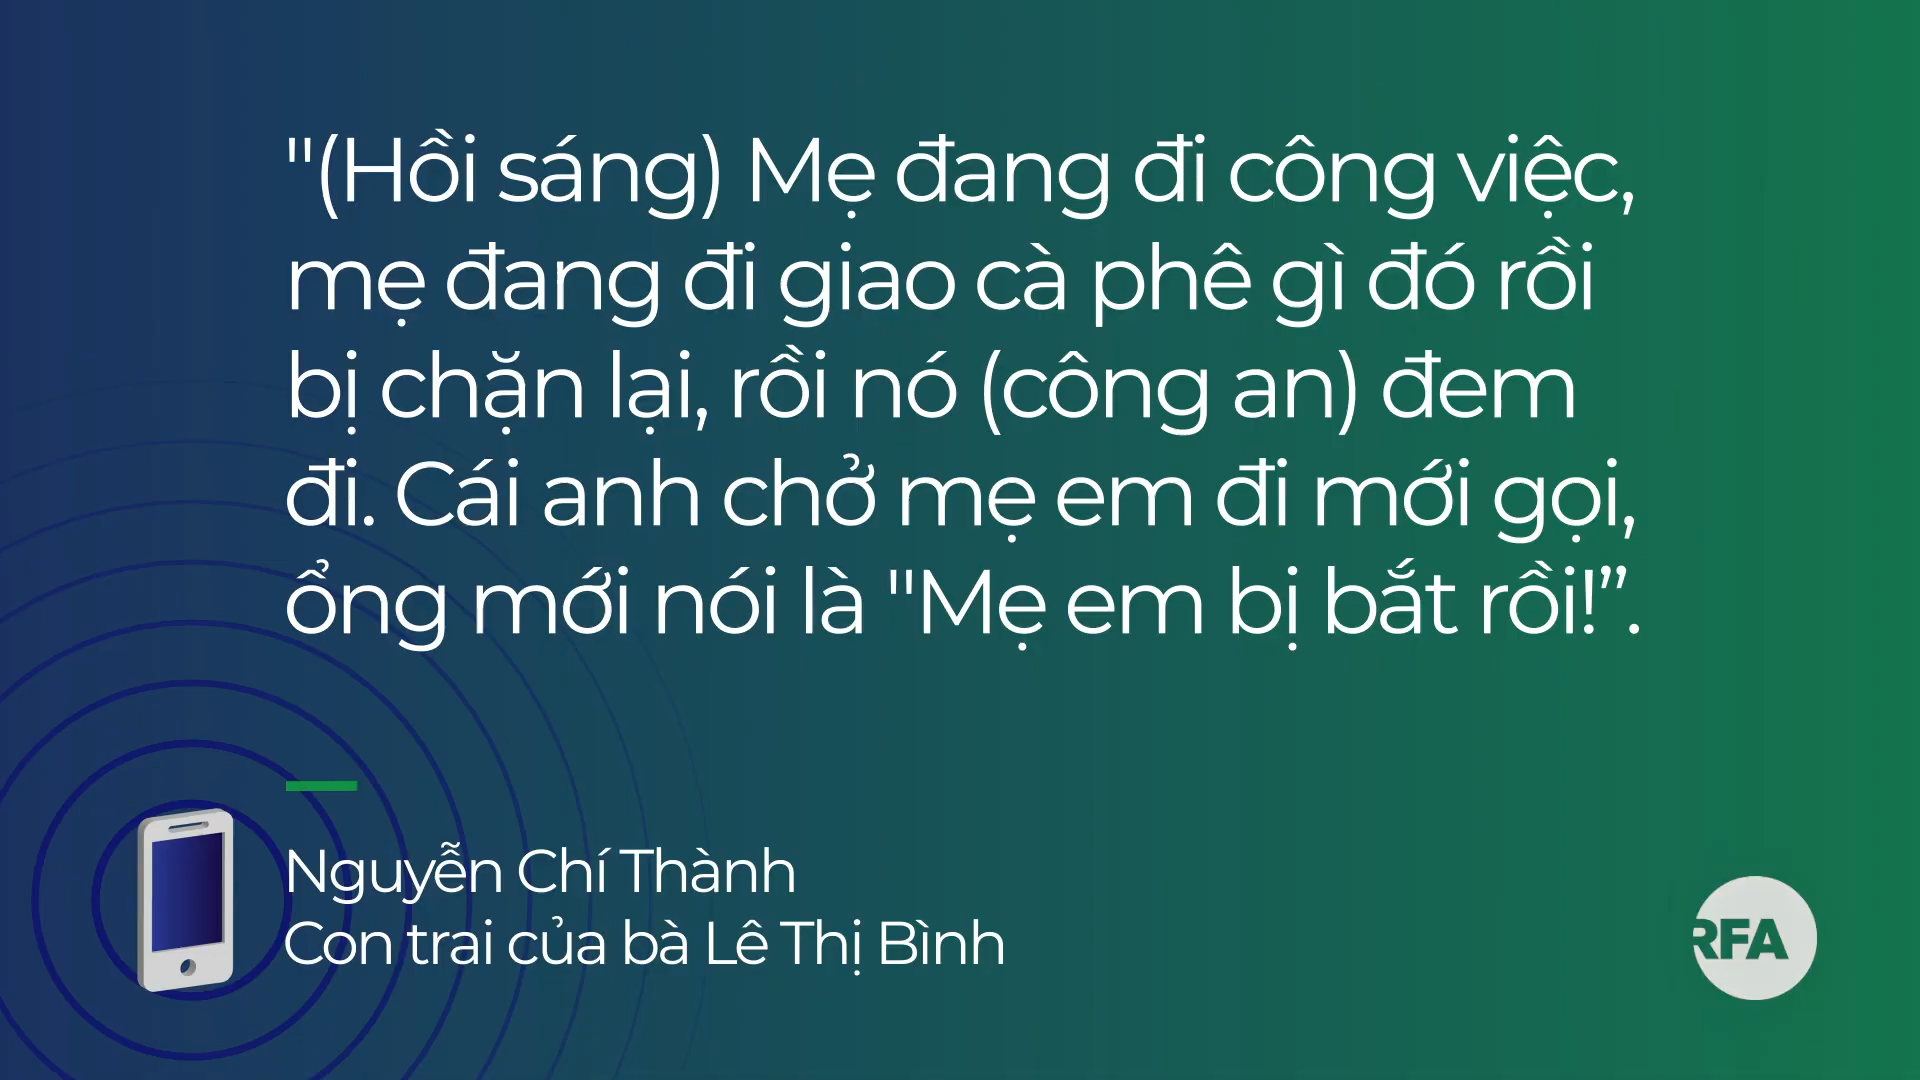 "(Hồi sáng) Mẹ đang đi công việc,
mẹ đang đi giao cà phê gì đó rồi
bị chặn lại, rồi nó (công an) đem
đi. Cái anh chở mẹ em đi mới gọi,
ổng mới nói là "Mẹ em bị bắt rồi!”.
Nguyễn Chí Thành
Con trai của bà Lê Thị Bình
RFA